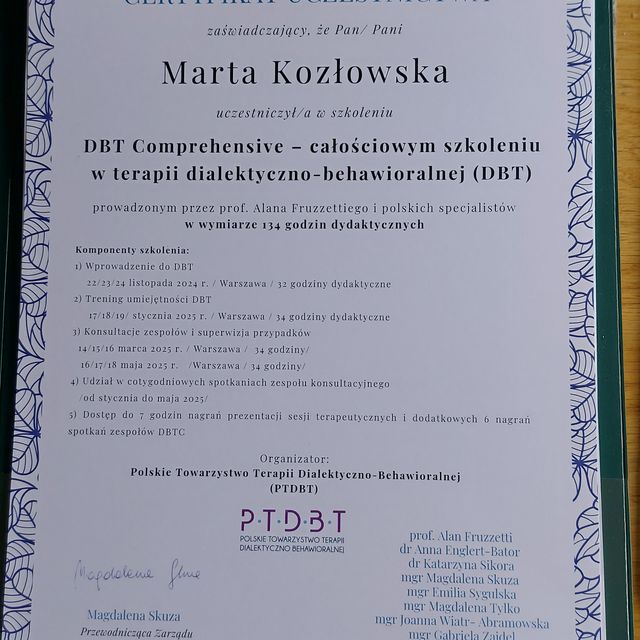 CERTYFIKAT UCZESTNICTWA
zaświadczający, że Pan/ Pani
Marta Kozłowska
uczestniczył/a w szkoleniu
DBT Comprehensive – całościowym szkoleniu
w terapii dialektyczno-behawioralnej (DBT)
prowadzonym przez prof. Alana Fruzzettiego i polskich specjalistów
w wymiarze 134 godzin dydaktycznych
Komponenty szkolenia:
1) Wprowadzenie do DBT
22/23/24 listopada 2024 r. / Warszawa / 32 godziny dydaktyczne
2) Trening umiejętności DBT
17/18/19/ stycznia 2025 r. / Warszawa / 34 godziny dydaktyczne
3) Konsultacje zespołów i superwizja przypadków
14/15/16 marca 2025 r. / Warszawa / 34 godziny/
16/17/18 maja 2025 r. /Warszawa / 34 godziny/
4) Udział w cotygodniowych spotkaniach zespołu konsultacyjnego
/od stycznia do maja 2025/
5) Dostęp do 7 godzin nagrań prezentacji sesji terapeutycznych i dodatkowych 6 nagrań
spotkań zespołów DBTC
Organizator:
Polskie Towarzystwo Terapii Dialektyczno-Behawioralnej
(PTDBT)
P·T·D·B·T
POLSKIE TOWARZYSTWO TERAPII
DIALEKTYCZNO BEHAWIORALNEJ
Magdalena
Magdalena Skuza
Przewodnicząca Zarządu
prof. Alan Fruzzetti
dr Anna Englert-Bator
dr Katarzyna Sikora
mgr Magdalena Skuza
mgr Emilia Sygulska
mgr Magdalena Tylko
mgr Joanna Wiatr- Abramowska
mgr Gabriela Zajdel